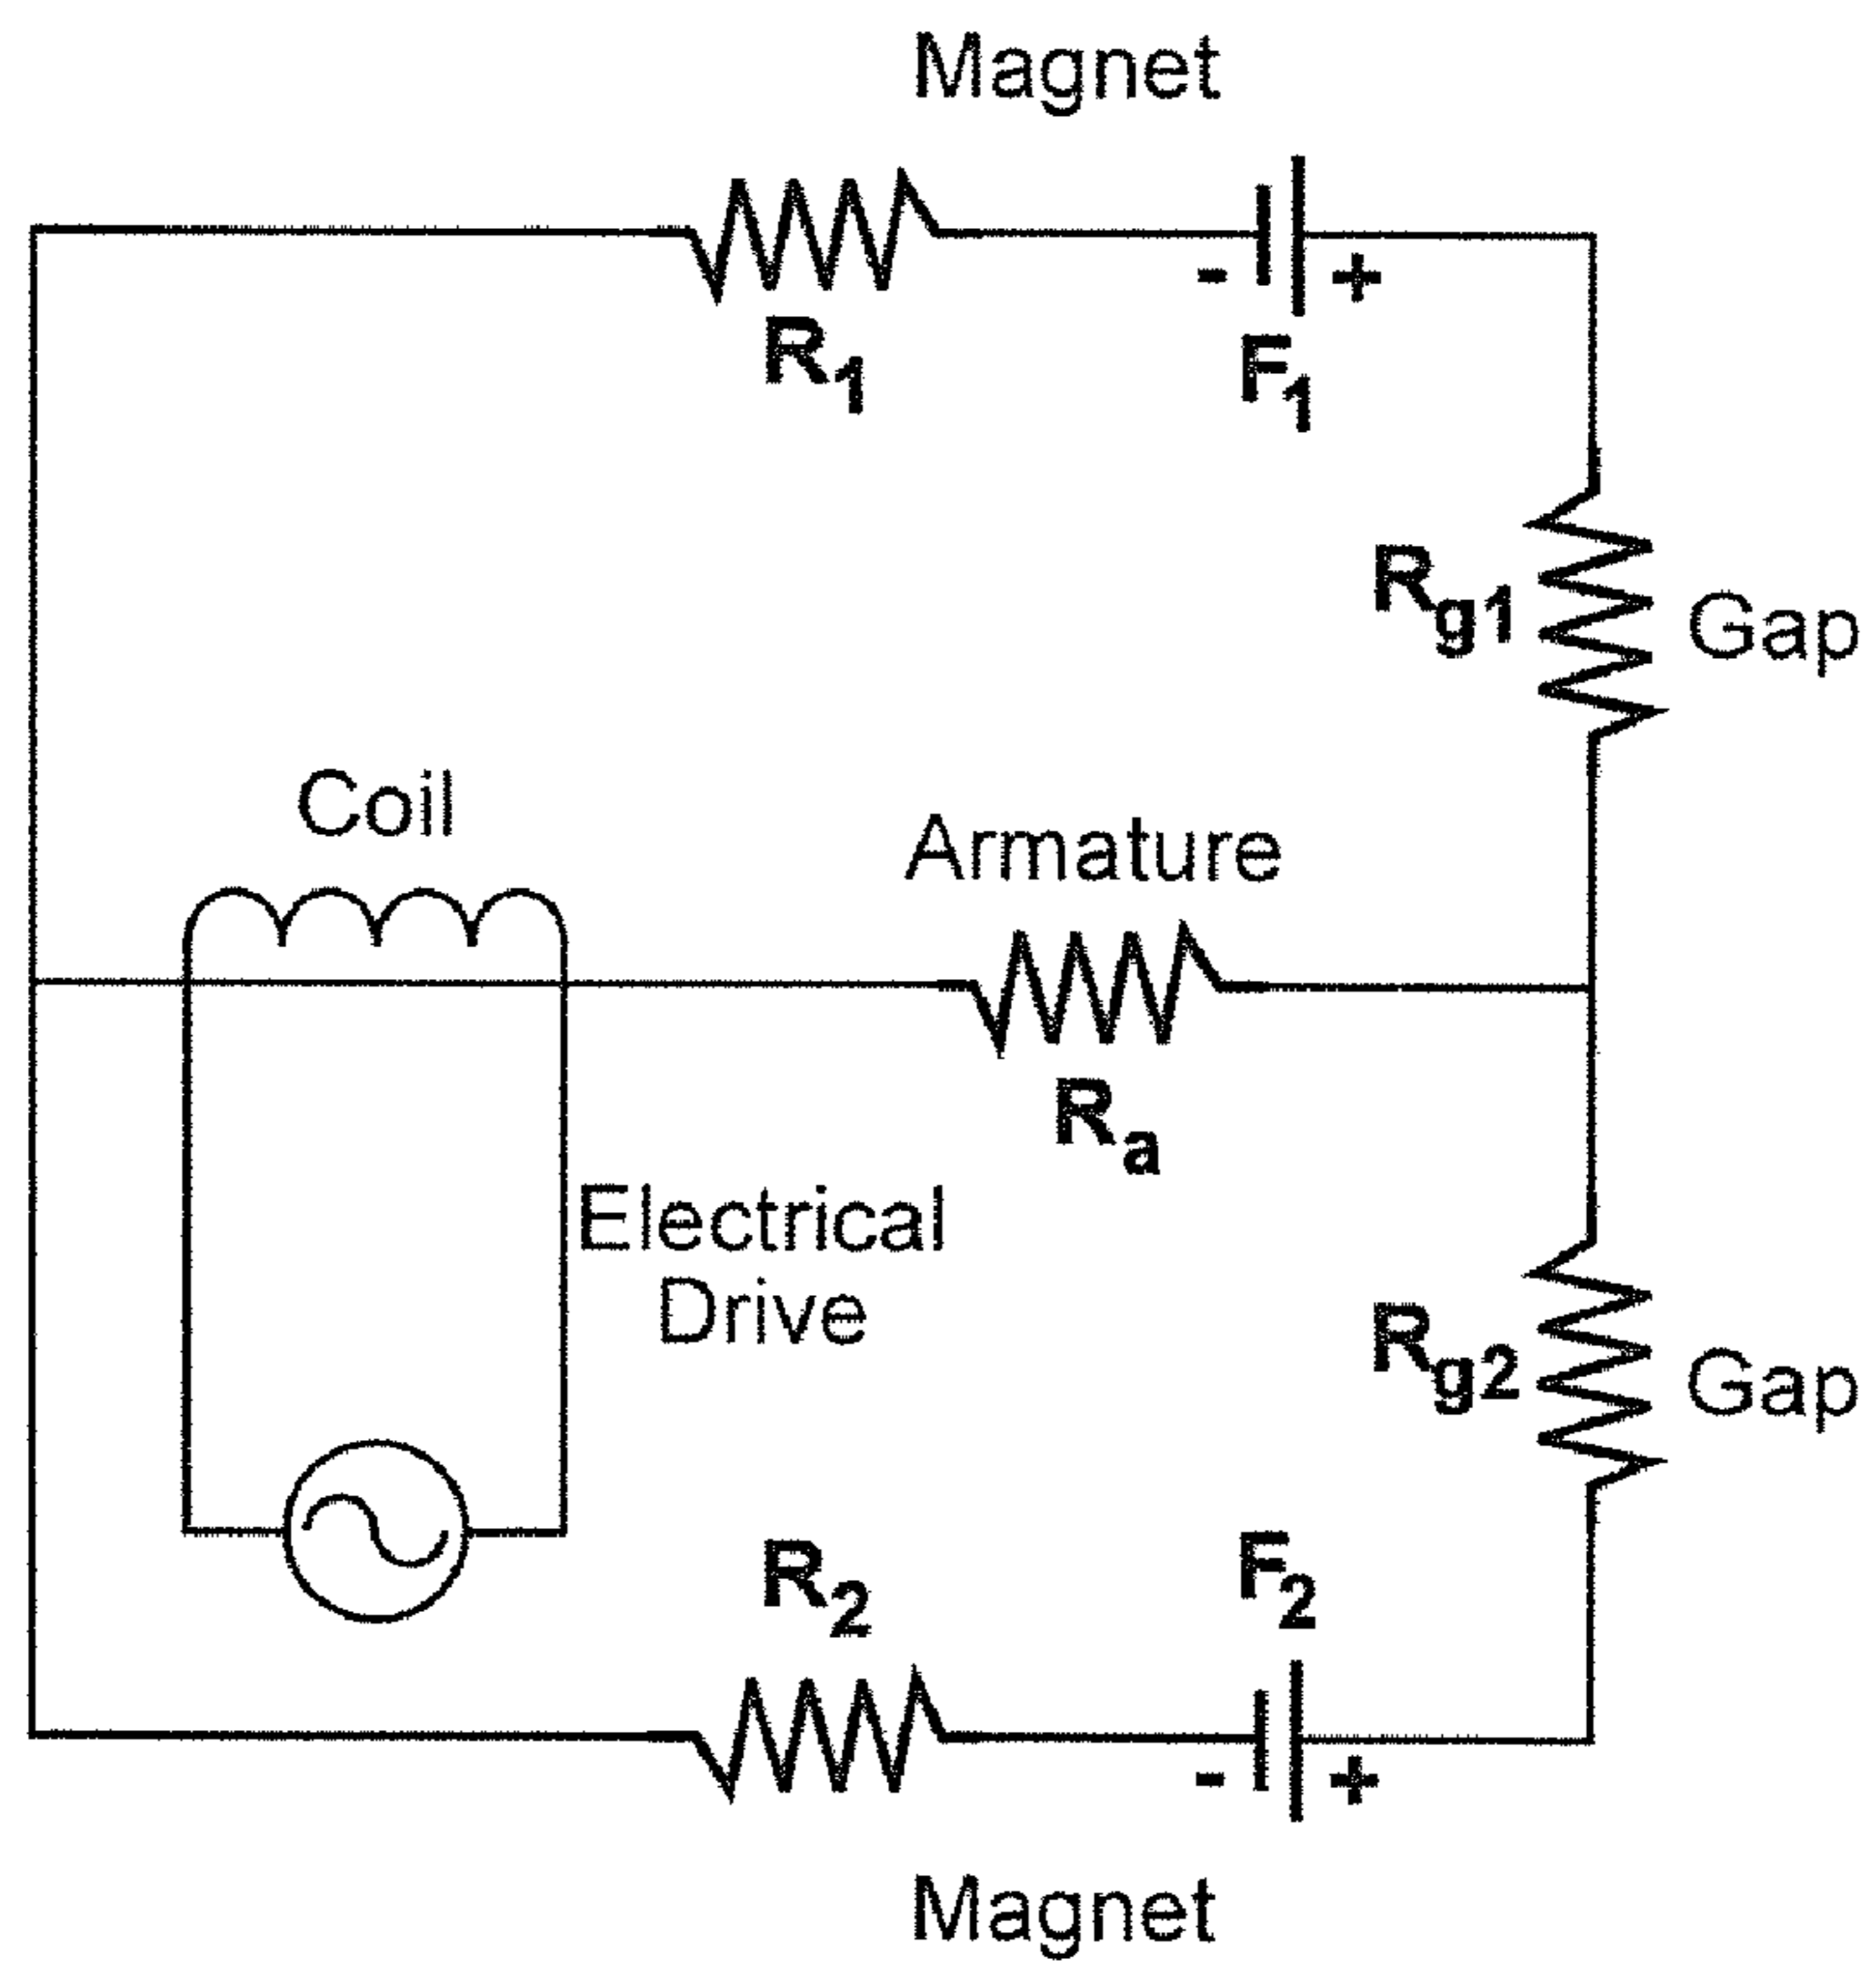 Magnet
- +
R1
F1
Rg1
Gap
Coil
Armature
Ra
Electrical
Drive
Rg2
Gap
R2
F2
- +
Magnet